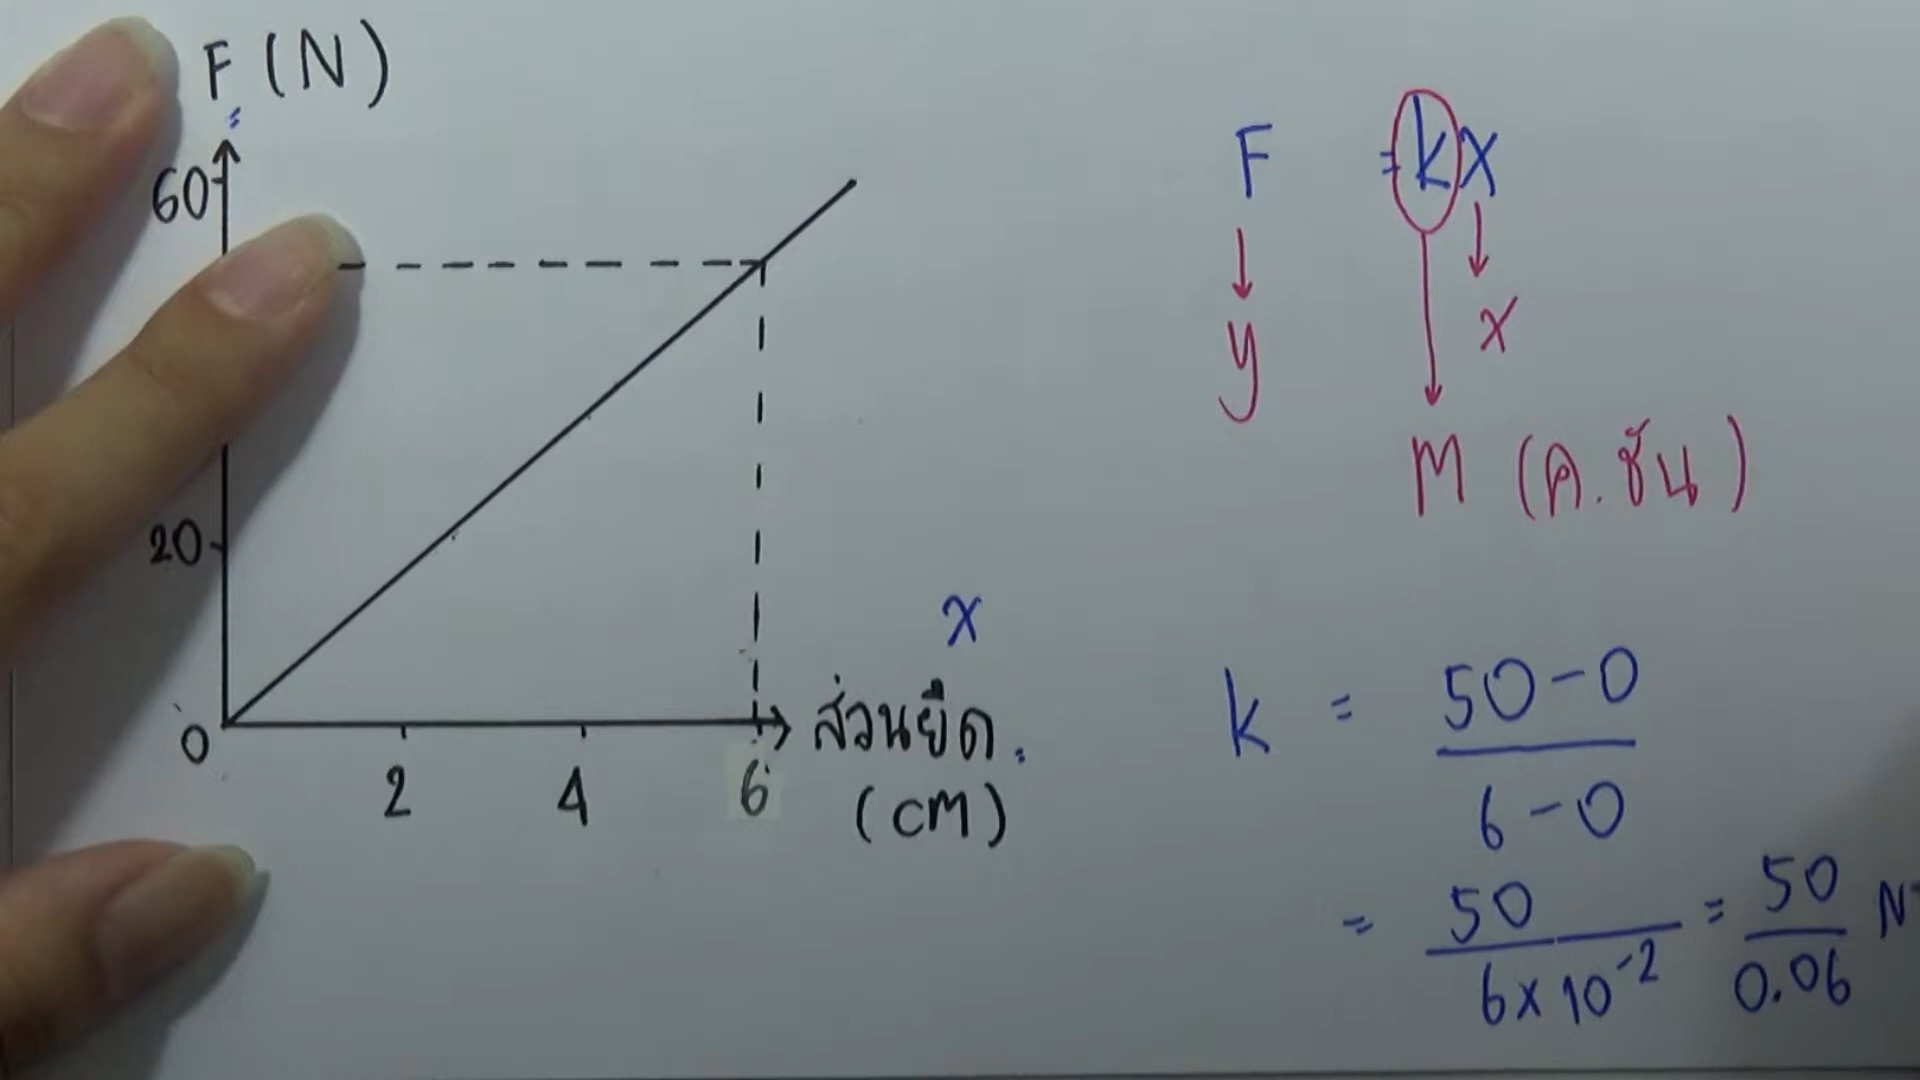 F (N)
60
20
0
2 4 6
x
ส่วนยืด
(cm)
F = kx
y x
m (ค.ชัน)
k = 50-0
6-0
= 50 = 50 N
6x10⁻² 0.06